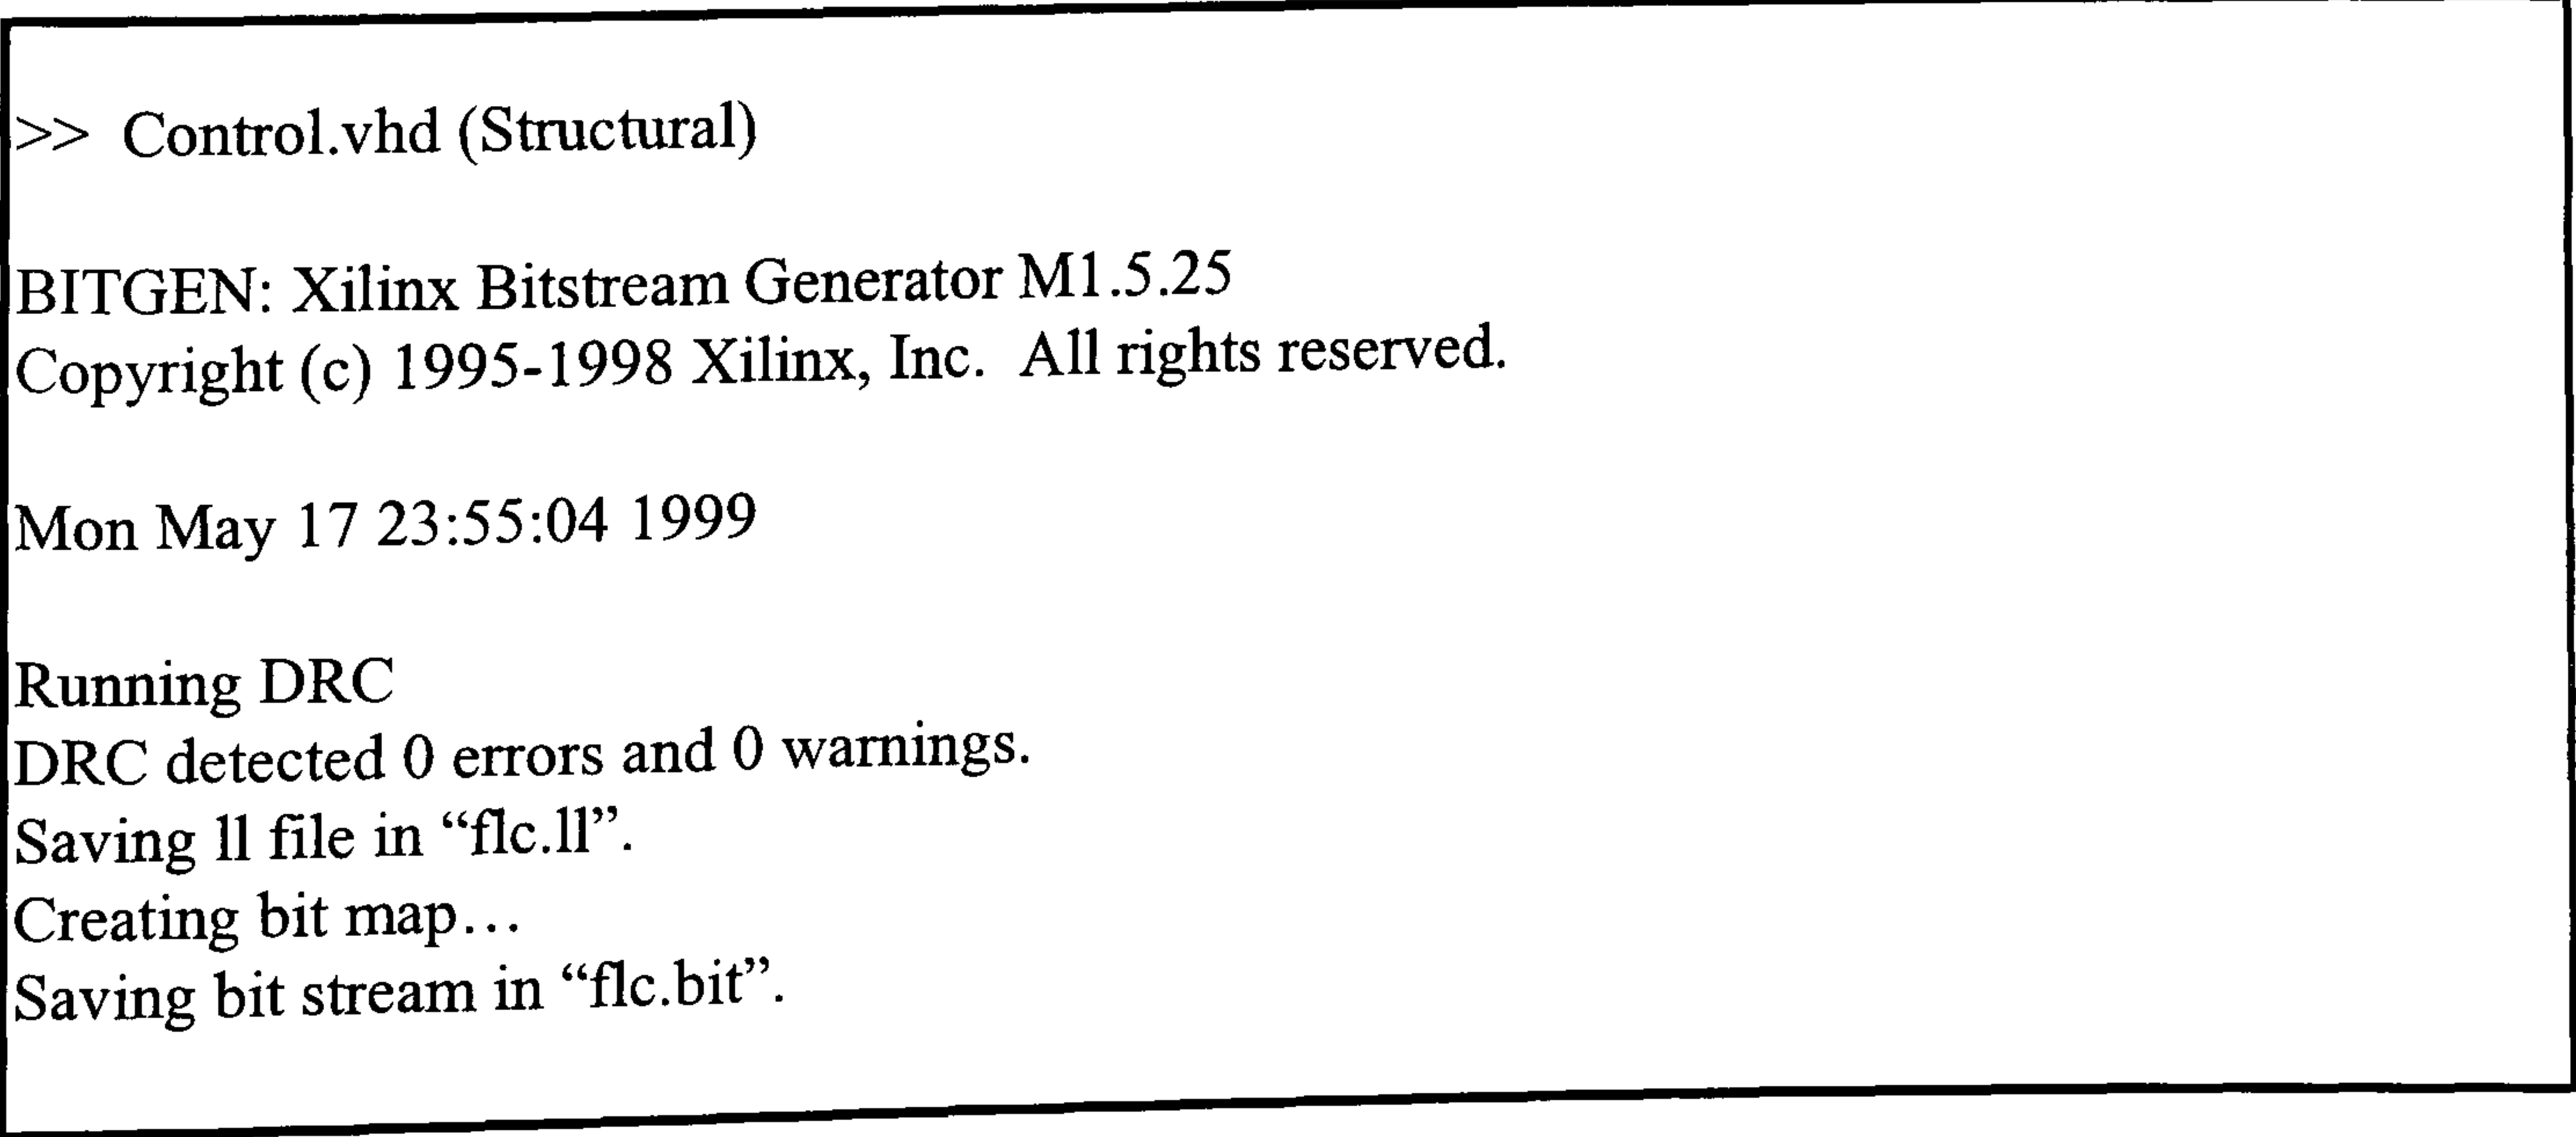 >> Control.vhd (Structural)
BITGEN: Xilinx Bitstream Generator M1.5.25
Copyright (c) 1995-1998 Xilinx, Inc. All rights reserved.
Mon May 17 23:55:04 1999
Running DRC
DRC detected 0 errors and 0 warnings.
Saving ll file in “flc.ll”.
Creating bit map...
Saving bit stream in “flc.bit”.